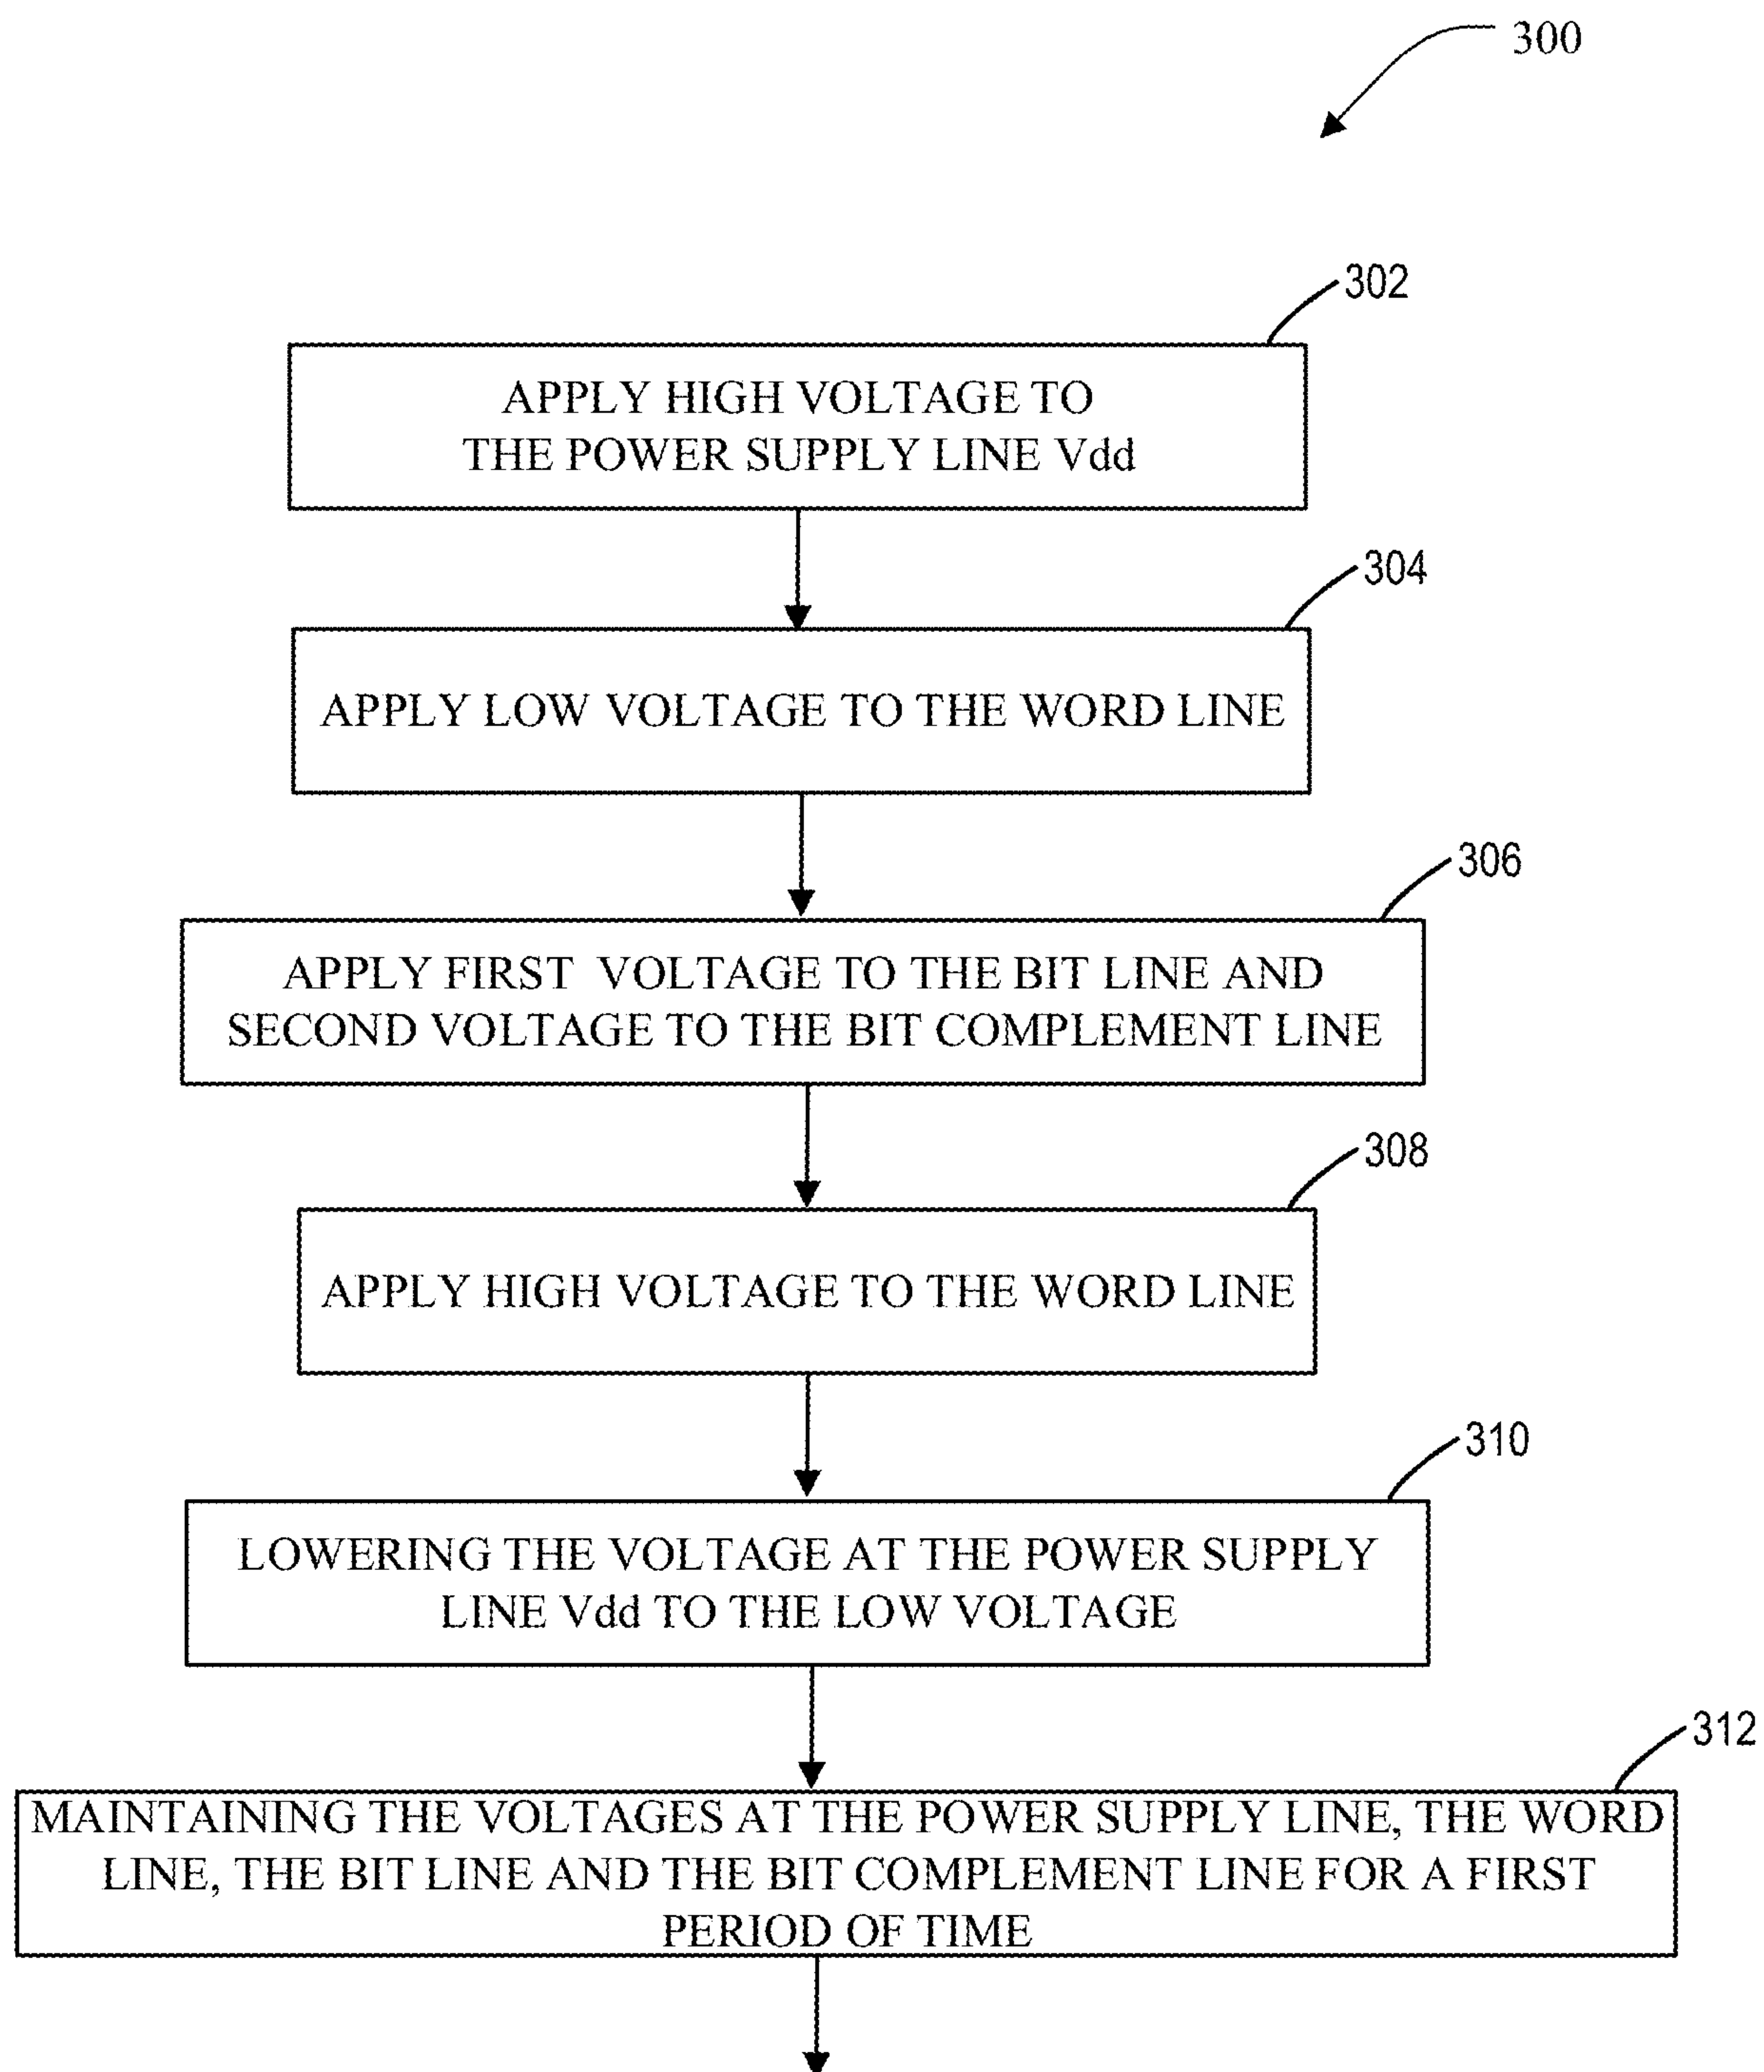 300
302
APPLY HIGH VOLTAGE TO
THE POWER SUPPLY LINE Vdd
304
APPLY LOW VOLTAGE TO THE WORD LINE
306
APPLY FIRST VOLTAGE TO THE BIT LINE AND
SECOND VOLTAGE TO THE BIT COMPLEMENT LINE
308
APPLY HIGH VOLTAGE TO THE WORD LINE
310
LOWERING THE VOLTAGE AT THE POWER SUPPLY
LINE Vdd TO THE LOW VOLTAGE
312
MAINTAINING THE VOLTAGES AT THE POWER SUPPLY LINE, THE WORD
LINE, THE BIT LINE AND THE BIT COMPLEMENT LINE FOR A FIRST
PERIOD OF TIME